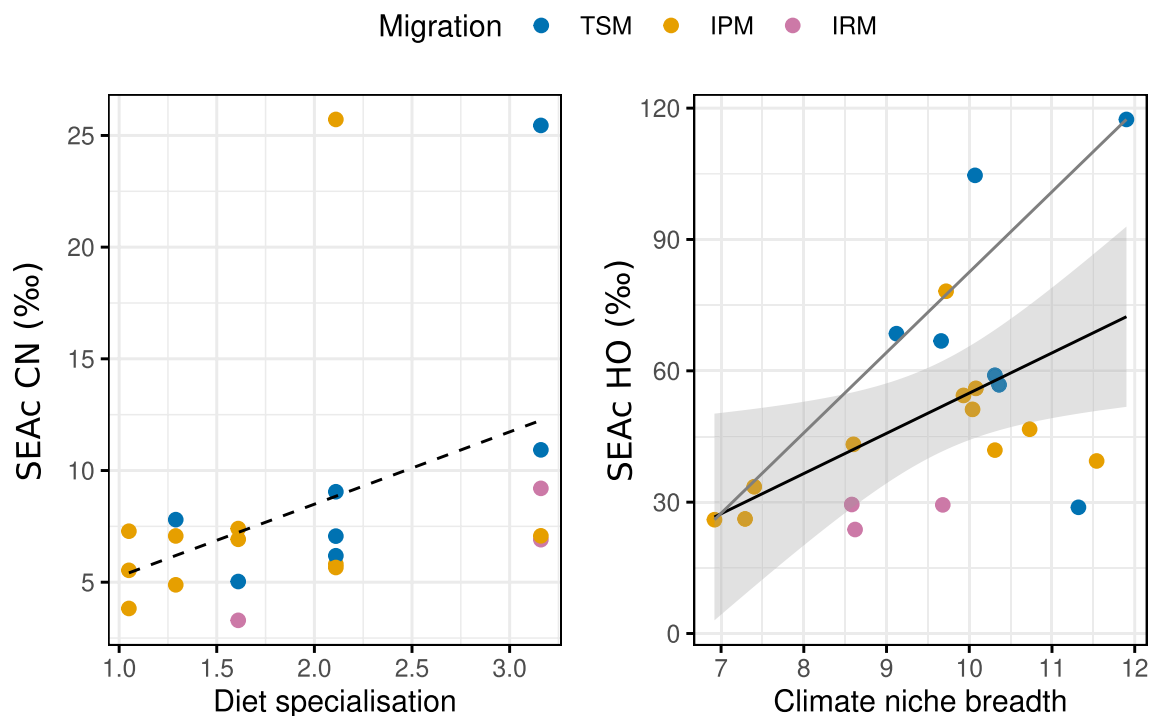 Migration TSM IPM IRM
SEAc CN (‰)
25
20
15
10
5
1.0 1.5 2.0 2.5 3.0
Diet specialisation
SEAc HO (‰)
120
90
60
30
0
7 8 9 10 11 12
Climate niche breadth